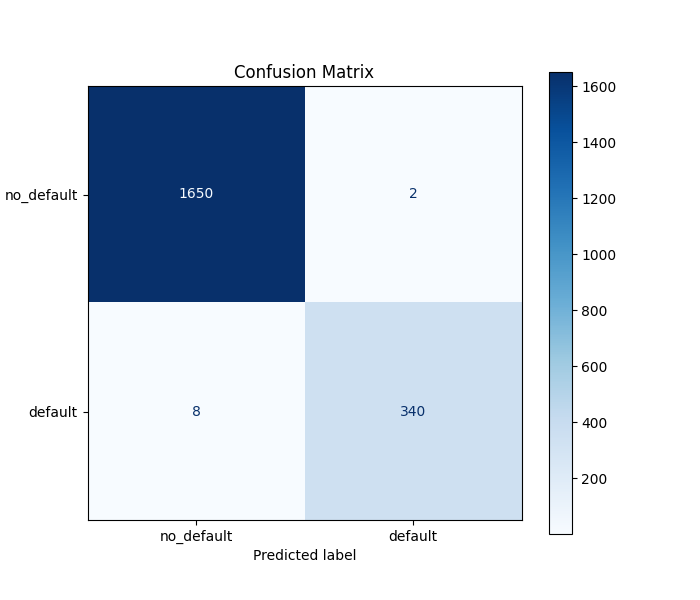 Confusion Matrix
no_default
1650
2
default
8
340
no_default
default
Predicted label
1600
1400
1200
1000
800
600
400
200